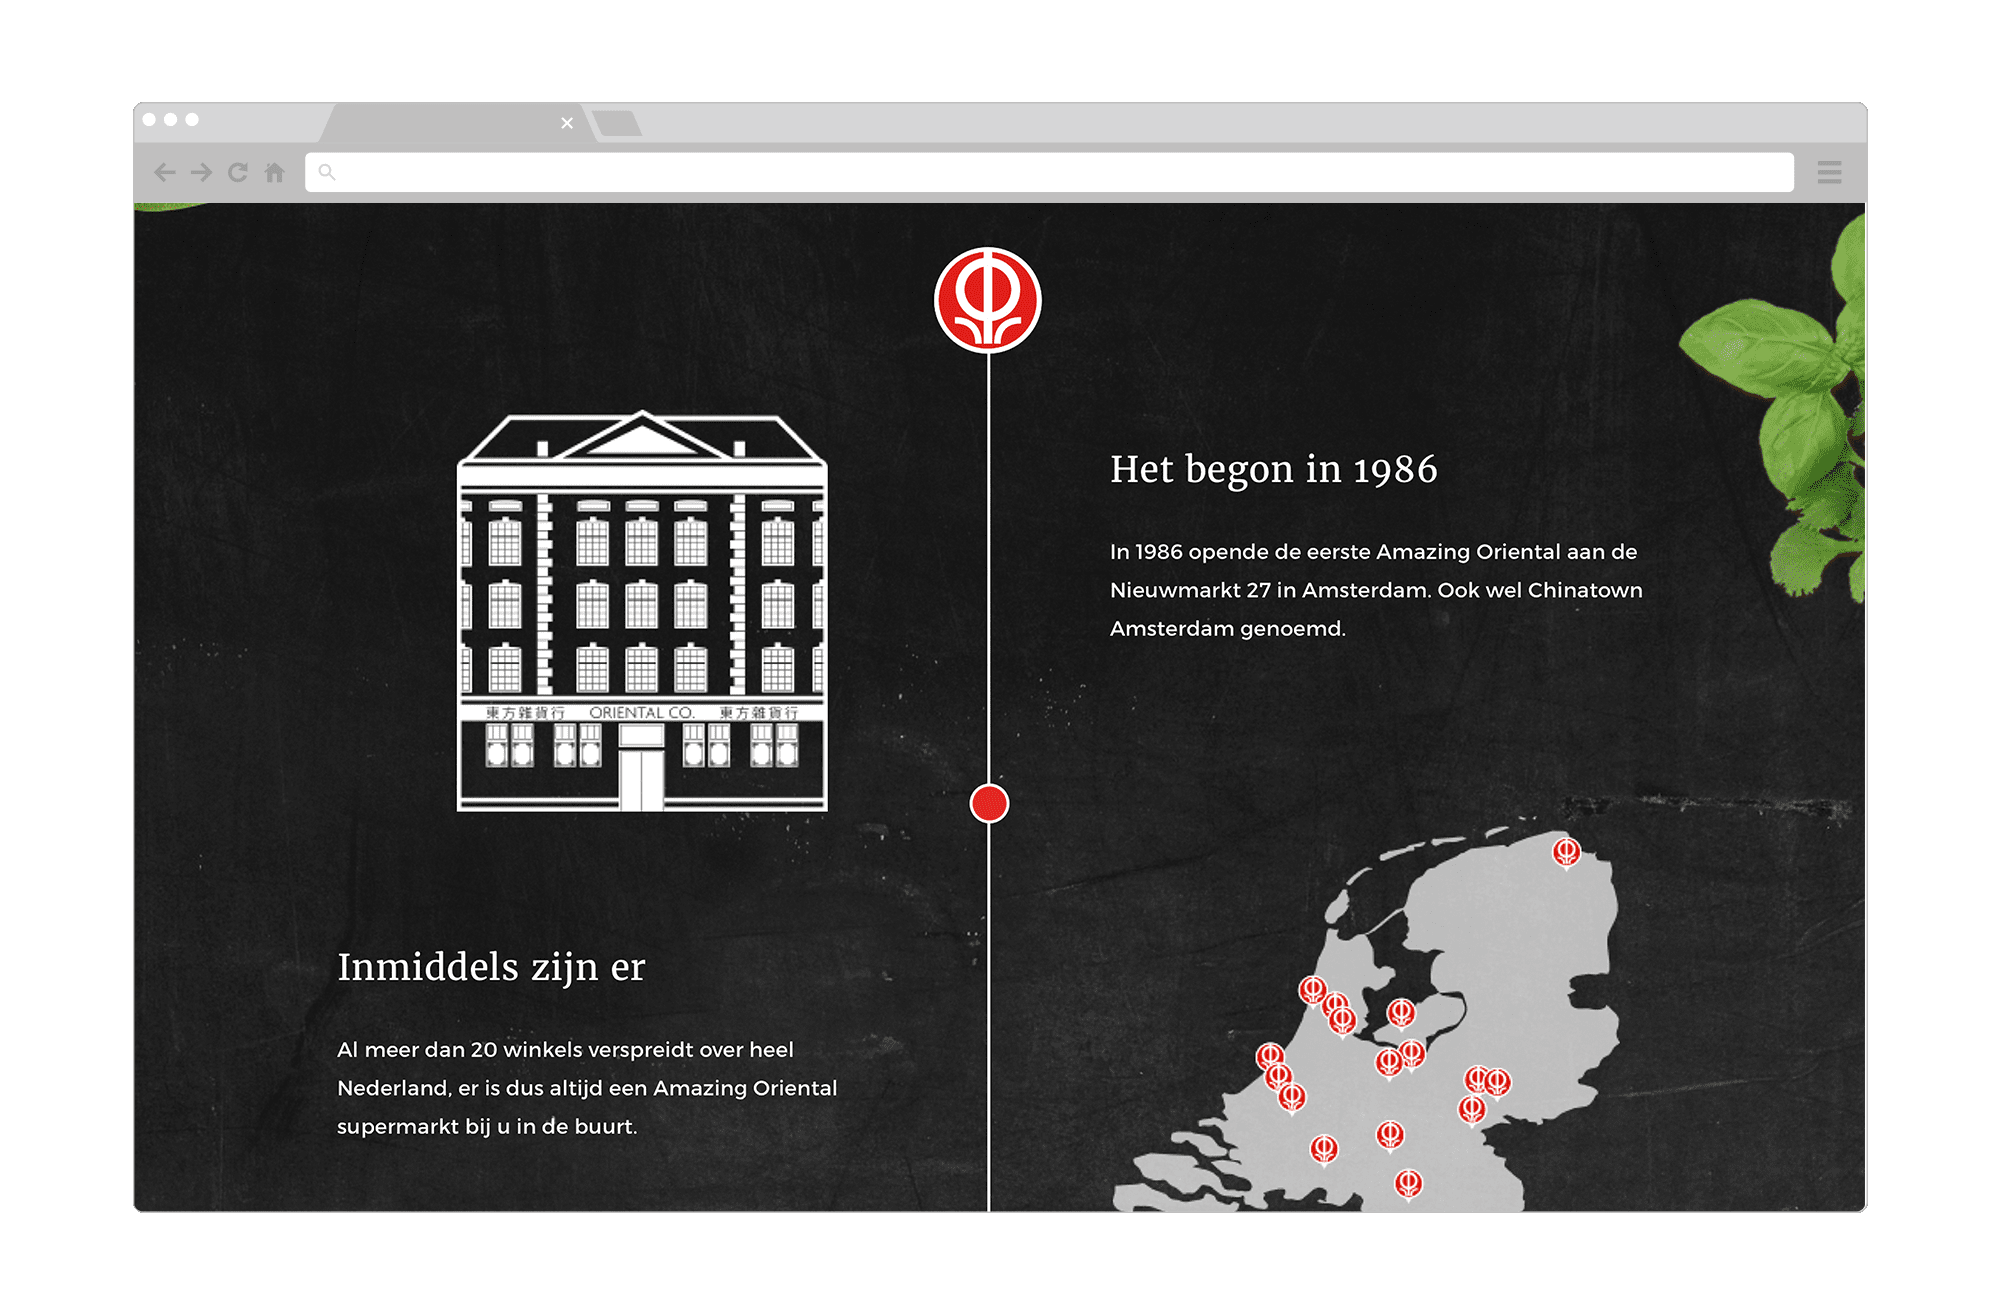 東方雜貨行 ORIENTAL CO. 東方雜貨行
Het begon in 1986
In 1986 opende de eerste Amazing Oriental aan de
Nieuwmarkt 27 in Amsterdam. Ook wel Chinatown
Amsterdam genoemd.
Inmiddels zijn er
Al meer dan 20 winkels verspreidt over heel
Nederland, er is dus altijd een Amazing Oriental
supermarkt bij u in de buurt.